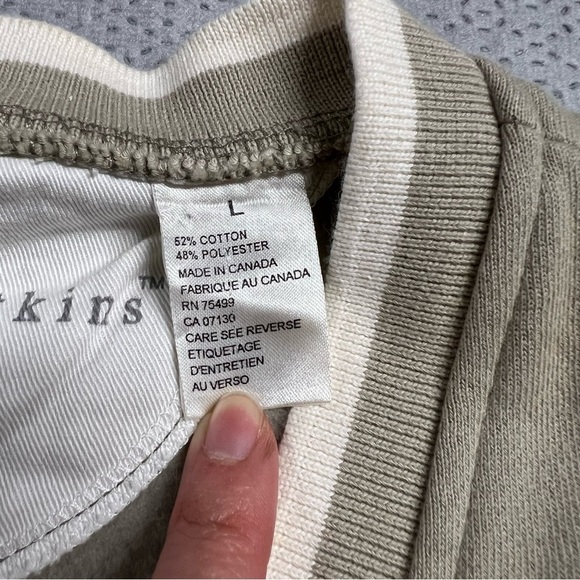 L
52% COTTON
48% POLYESTER
MADE IN CANADA
FABRIQUE AU CANADA
RN 75499
CA 07130
CARE SEE REVERSE
ETIQUETAGE
D'ENTRETIEN
AU VERSO
tkins™